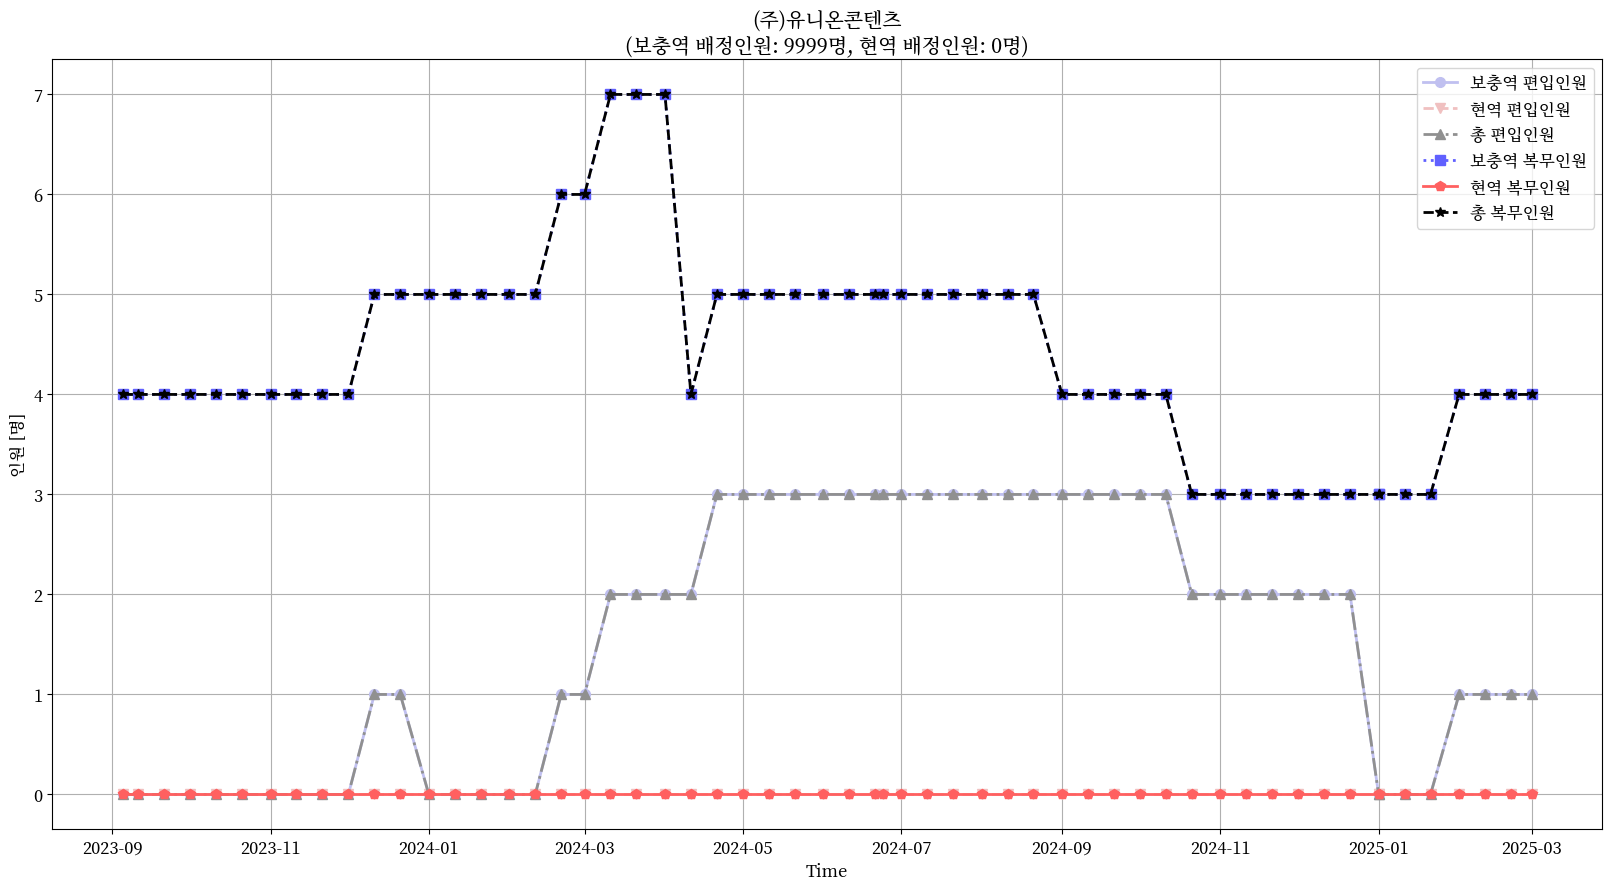 (주)유니온콘텐츠
(보충역 배정인원: 9999명, 현역 배정인원: 0명)
보충역 편입인원
현역 편입인원
총 편입인원
보충역 복무인원
현역 복무인원
총 복무인원
인원 [명]
7
6
5
4
3
2
1
0
2023-09 2023-11 2024-01 2024-03 2024-05 2024-07 2024-09 2024-11 2025-01 2025-03
Time